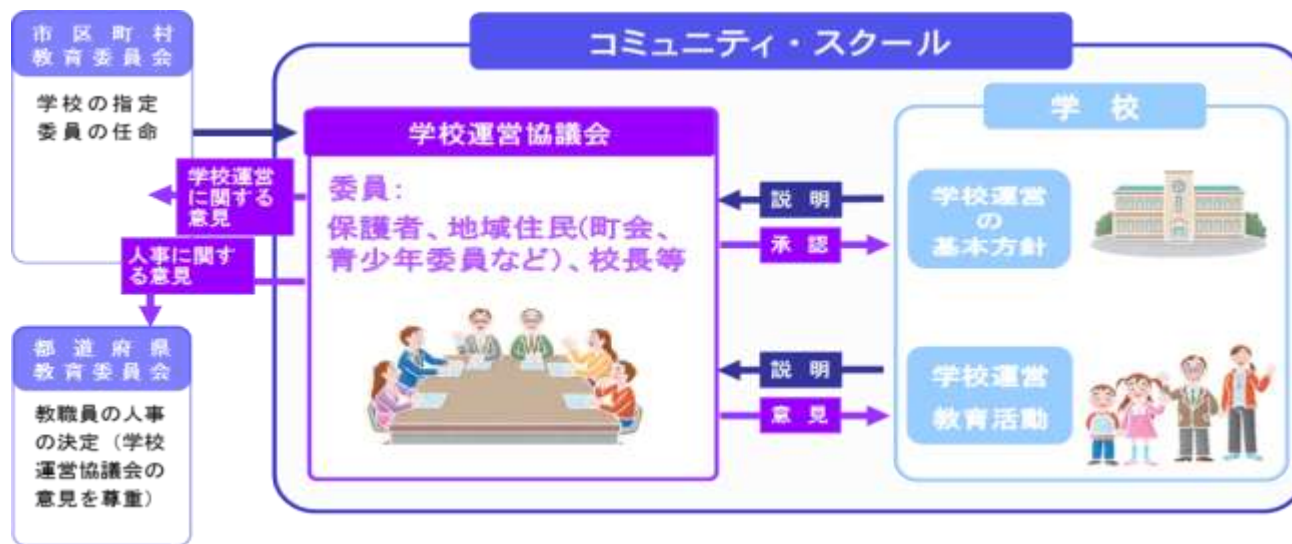 市区町村
教育委員会
学校の指定
委員の任命
学校運営
に関する
意見
人事に関す
る意見
都道府県
教育委員会
教職員の人事
の決定（学校
運営協議会の
意見を尊重）
コミュニティ・スクール
学校運営協議会
委員：
保護者、地域住民(町会、
青少年委員など)、校長等
説明
承認
説明
意見
学校
学校運営
の
基本方針
学校運営
教育活動